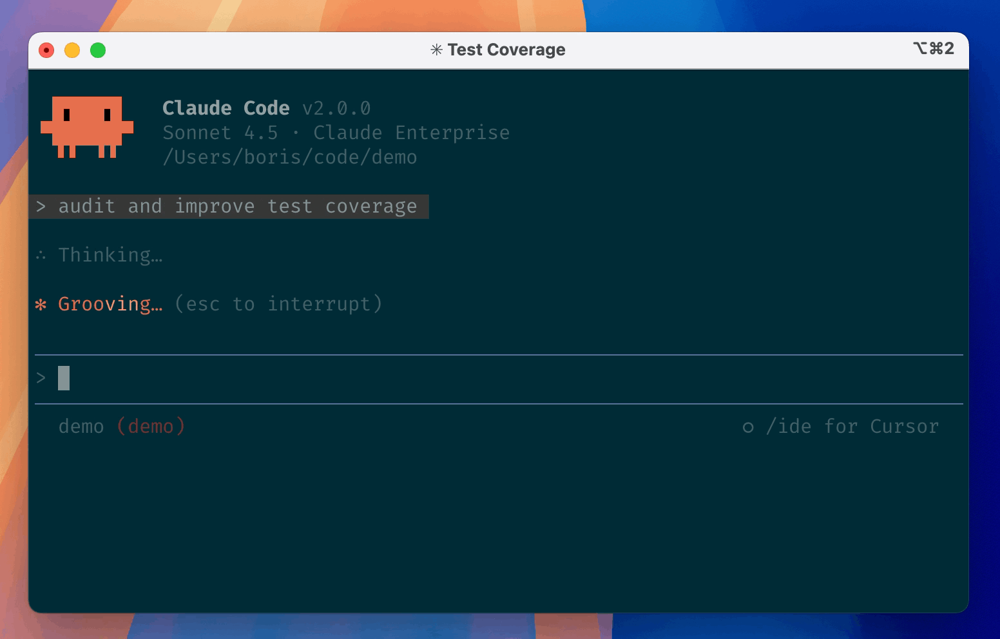 ✳ Test Coverage
⌥⌘2
Claude Code v2.0.0
Sonnet 4.5 · Claude Enterprise
/Users/boris/code/demo
> audit and improve test coverage
∴ Thinking…
✻ Grooving… (esc to interrupt)
>
demo (demo)
○ /ide for Cursor